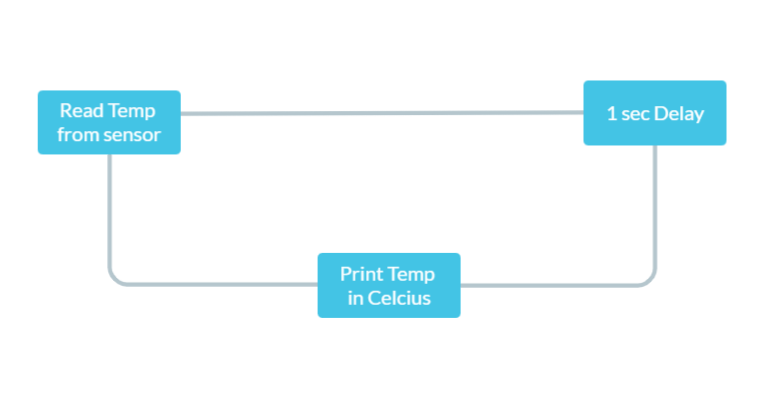 Read Temp
from sensor
1 sec Delay
Print Temp
in Celcius